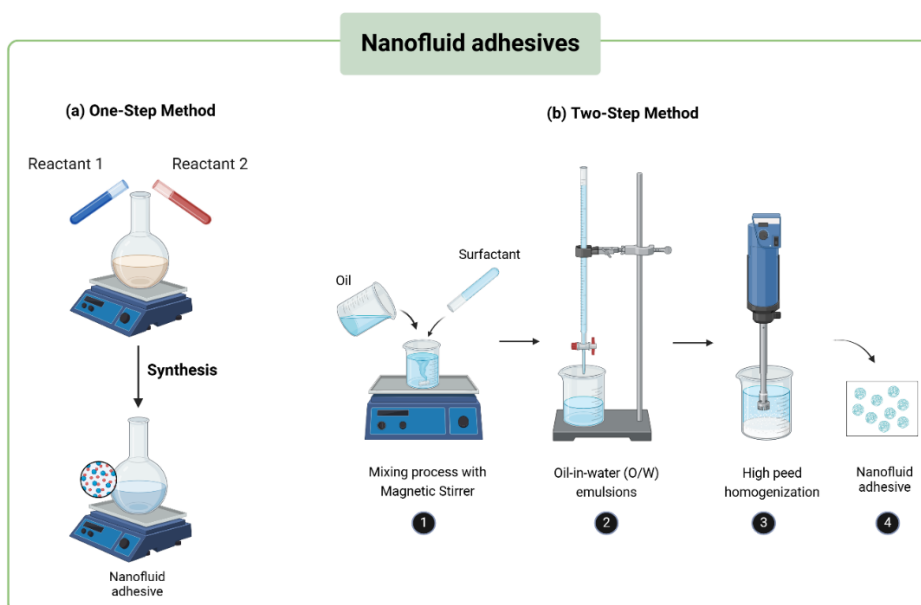 Nanofluid adhesives
(a) One-Step Method
Reactant 1
Reactant 2
Synthesis
Nanofluid
adhesive
(b) Two-Step Method
Oil
Surfactant
Mixing process with
Magnetic Stirrer
1
Oil-in-water (O/W)
emulsions
2
High peed
homogenization
3
Nanofluid
adhesive
4